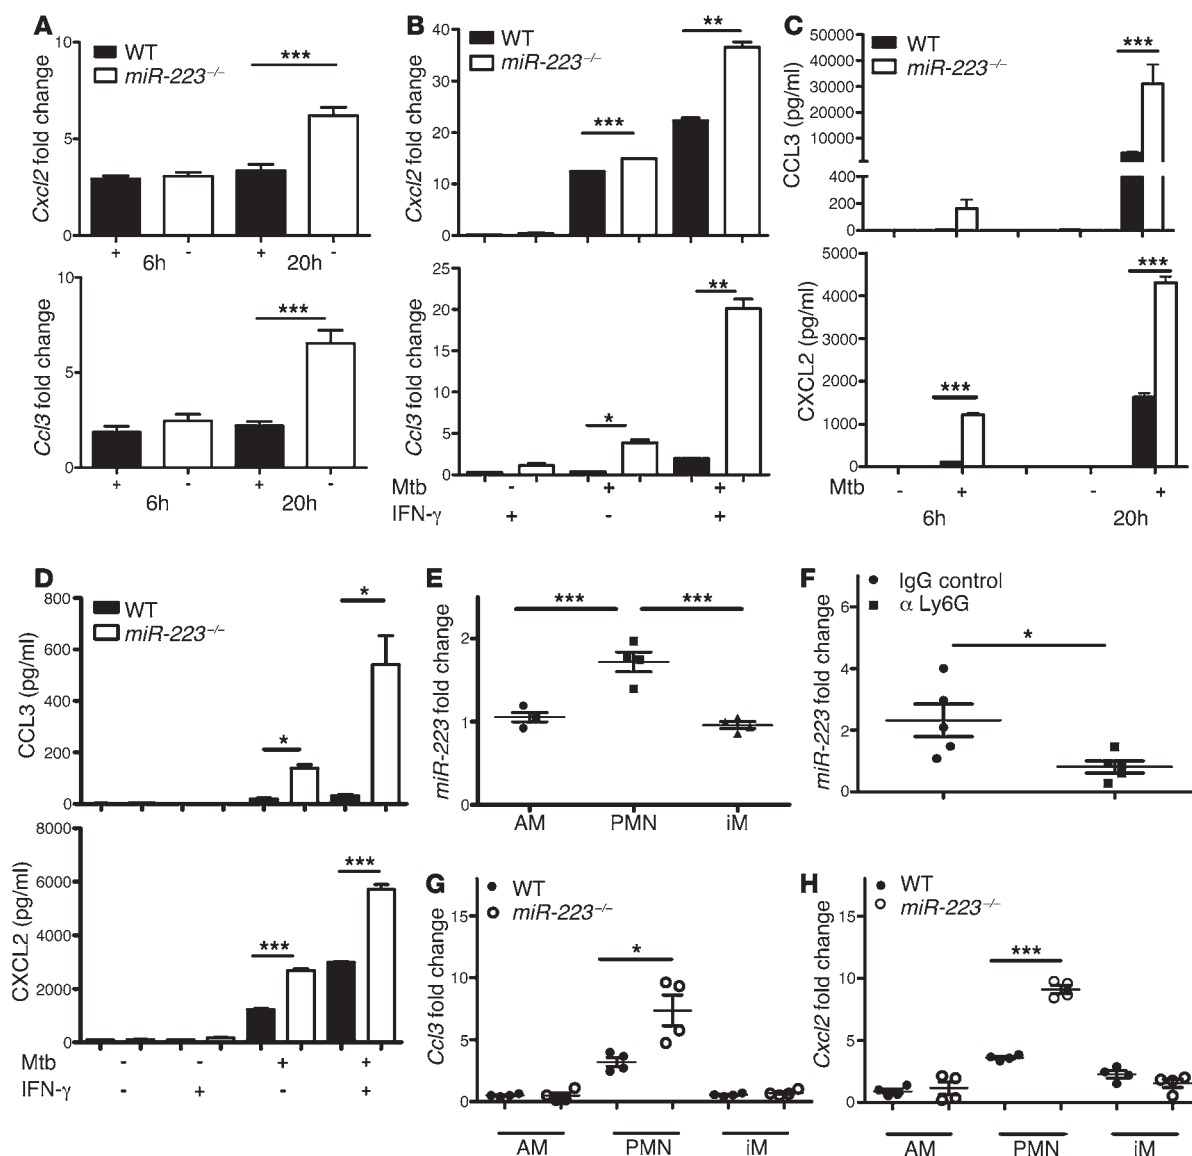 A
WT
miR-223−/−
***
Cxcl2 fold change
10
5
0
+ - + -
6h 20h
***
Ccl3 fold change
10
5
0
+ - + -
6h 20h
B
WT
miR-223−/−
**
***
Cxcl2 fold change
40
30
20
10
0
**
*
Ccl3 fold change
25
20
15
10
5
0
Mtb - + +
IFN-γ + - +
C
WT
miR-223−/−
***
CCL3 (pg/ml)
50000
40000
30000
20000
10000
400
200
0
***
***
CXCL2 (pg/ml)
5000
4000
3000
2000
1000
0
Mtb - + - +
6h 20h
D
WT
miR-223−/−
*
*
CCL3 (pg/ml)
800
600
400
200
0
***
***
CXCL2 (pg/ml)
8000
6000
4000
2000
0
Mtb - - + +
IFN-γ - + - +
E
*** ***
miR-223 fold change
2
1
0
AM PMN iM
F
IgG control
α Ly6G
*
miR-223 fold change
6
4
2
0
G
WT
miR-223−/−
*
Ccl3 fold change
15
10
5
0
AM PMN iM
H
WT
miR-223−/−
***
Cxcl2 fold change
15
10
5
0
AM PMN iM